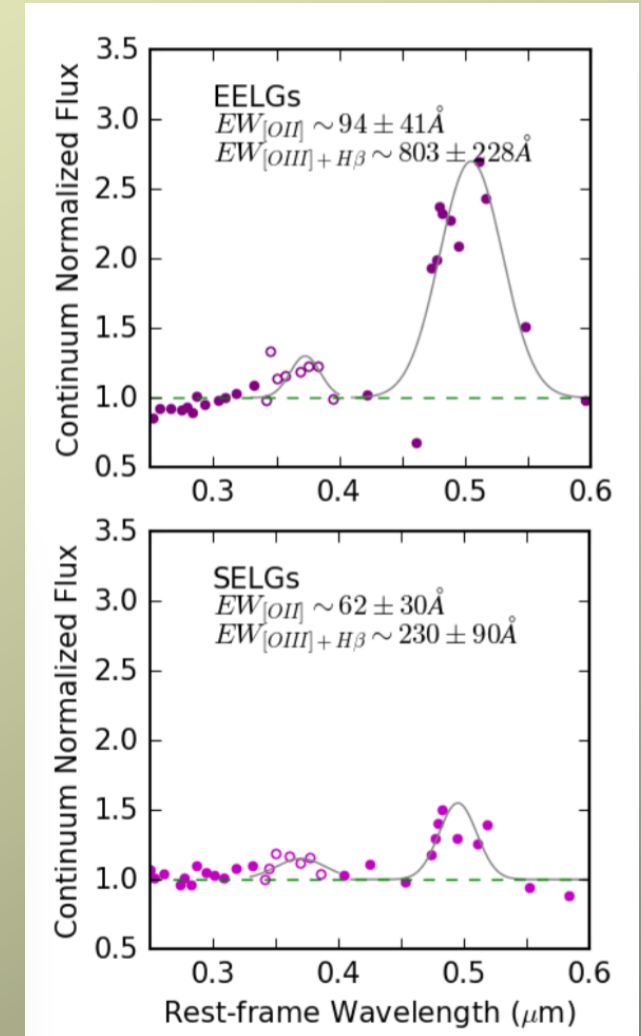 3.5
3.0
2.5
2.0
1.5
1.0
0.5
Continuum Normalized Flux
EELGs
EW[OII] ~ 94 ± 41Å
EW[OIII]+Hβ ~ 803 ± 228Å
0.3 0.4 0.5 0.6
3.5
3.0
2.5
2.0
1.5
1.0
0.5
Continuum Normalized Flux
SELGs
EW[OII] ~ 62 ± 30Å
EW[OIII]+Hβ ~ 230 ± 90Å
0.3 0.4 0.5 0.6
Rest-frame Wavelength (μm)